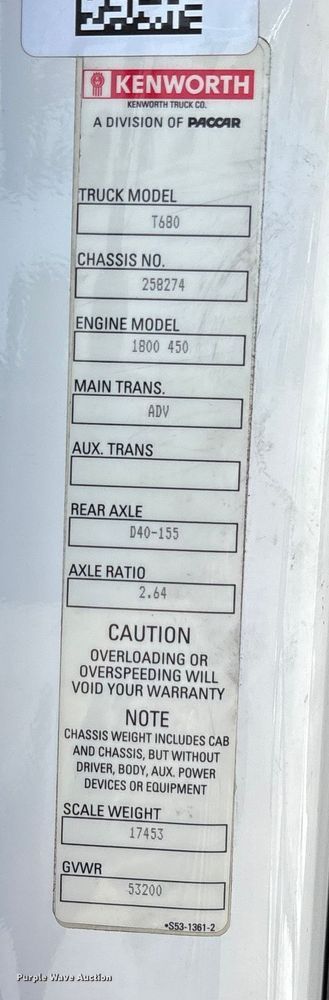 KENWORTH
KENWORTH TRUCK CO.
A DIVISION OF PACCAR
TRUCK MODEL
T680
CHASSIS NO.
258274
ENGINE MODEL
1800 450
MAIN TRANS.
ADV
AUX. TRANS
REAR AXLE
D40-155
AXLE RATIO
2.64
CAUTION
OVERLOADING OR
OVERSPEEDING WILL
VOID YOUR WARRANTY
NOTE
CHASSIS WEIGHT INCLUDES CAB
AND CHASSIS, BUT WITHOUT
DRIVER, BODY, AUX. POWER
DEVICES OR EQUIPMENT
SCALE WEIGHT
17453
GVWR
53200
*S53-1361-2
Purple Wave Auction